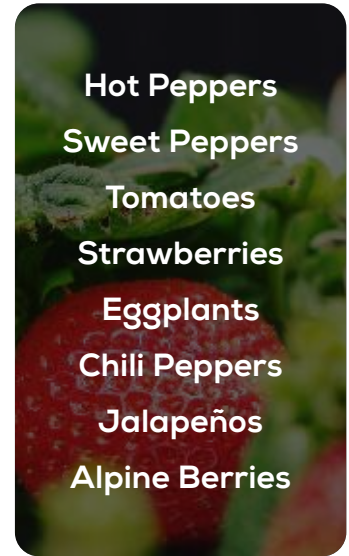 Hot Peppers
Sweet Peppers
Tomatoes
Strawberries
Eggplants
Chili Peppers
Jalapeños
Alpine Berries